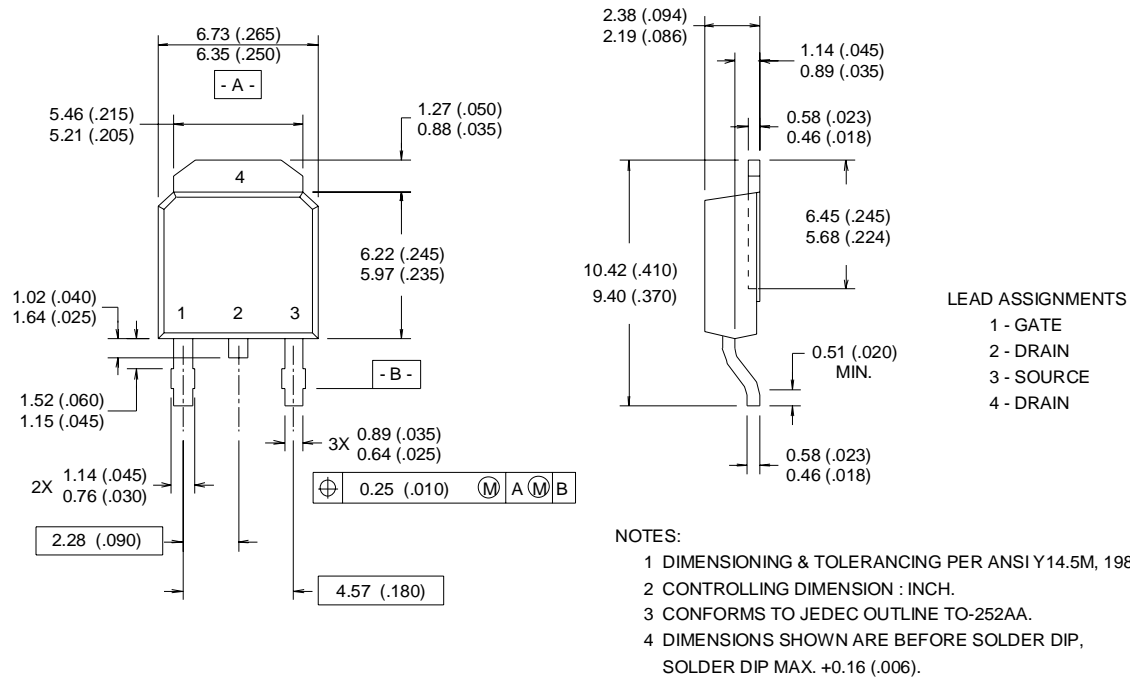 6.73 (.265)
6.35 (.250)
- A -
5.46 (.215)
5.21 (.205)
1.27 (.050)
0.88 (.035)
4
6.22 (.245)
5.97 (.235)
1.02 (.040)
1.64 (.025)
1 2 3
- B -
1.52 (.060)
1.15 (.045)
3X 0.89 (.035)
0.64 (.025)
2X 1.14 (.045)
0.76 (.030)
⌖ 0.25 (.010) Ⓜ A Ⓜ B
2.28 (.090)
4.57 (.180)
2.38 (.094)
2.19 (.086)
1.14 (.045)
0.89 (.035)
0.58 (.023)
0.46 (.018)
6.45 (.245)
5.68 (.224)
10.42 (.410)
9.40 (.370)
0.51 (.020)
MIN.
0.58 (.023)
0.46 (.018)
LEAD ASSIGNMENTS
1 - GATE
2 - DRAIN
3 - SOURCE
4 - DRAIN
NOTES:
1 DIMENSIONING & TOLERANCING PER ANSI Y14.5M, 198
2 CONTROLLING DIMENSION : INCH.
3 CONFORMS TO JEDEC OUTLINE TO-252AA.
4 DIMENSIONS SHOWN ARE BEFORE SOLDER DIP,
SOLDER DIP MAX. +0.16 (.006).